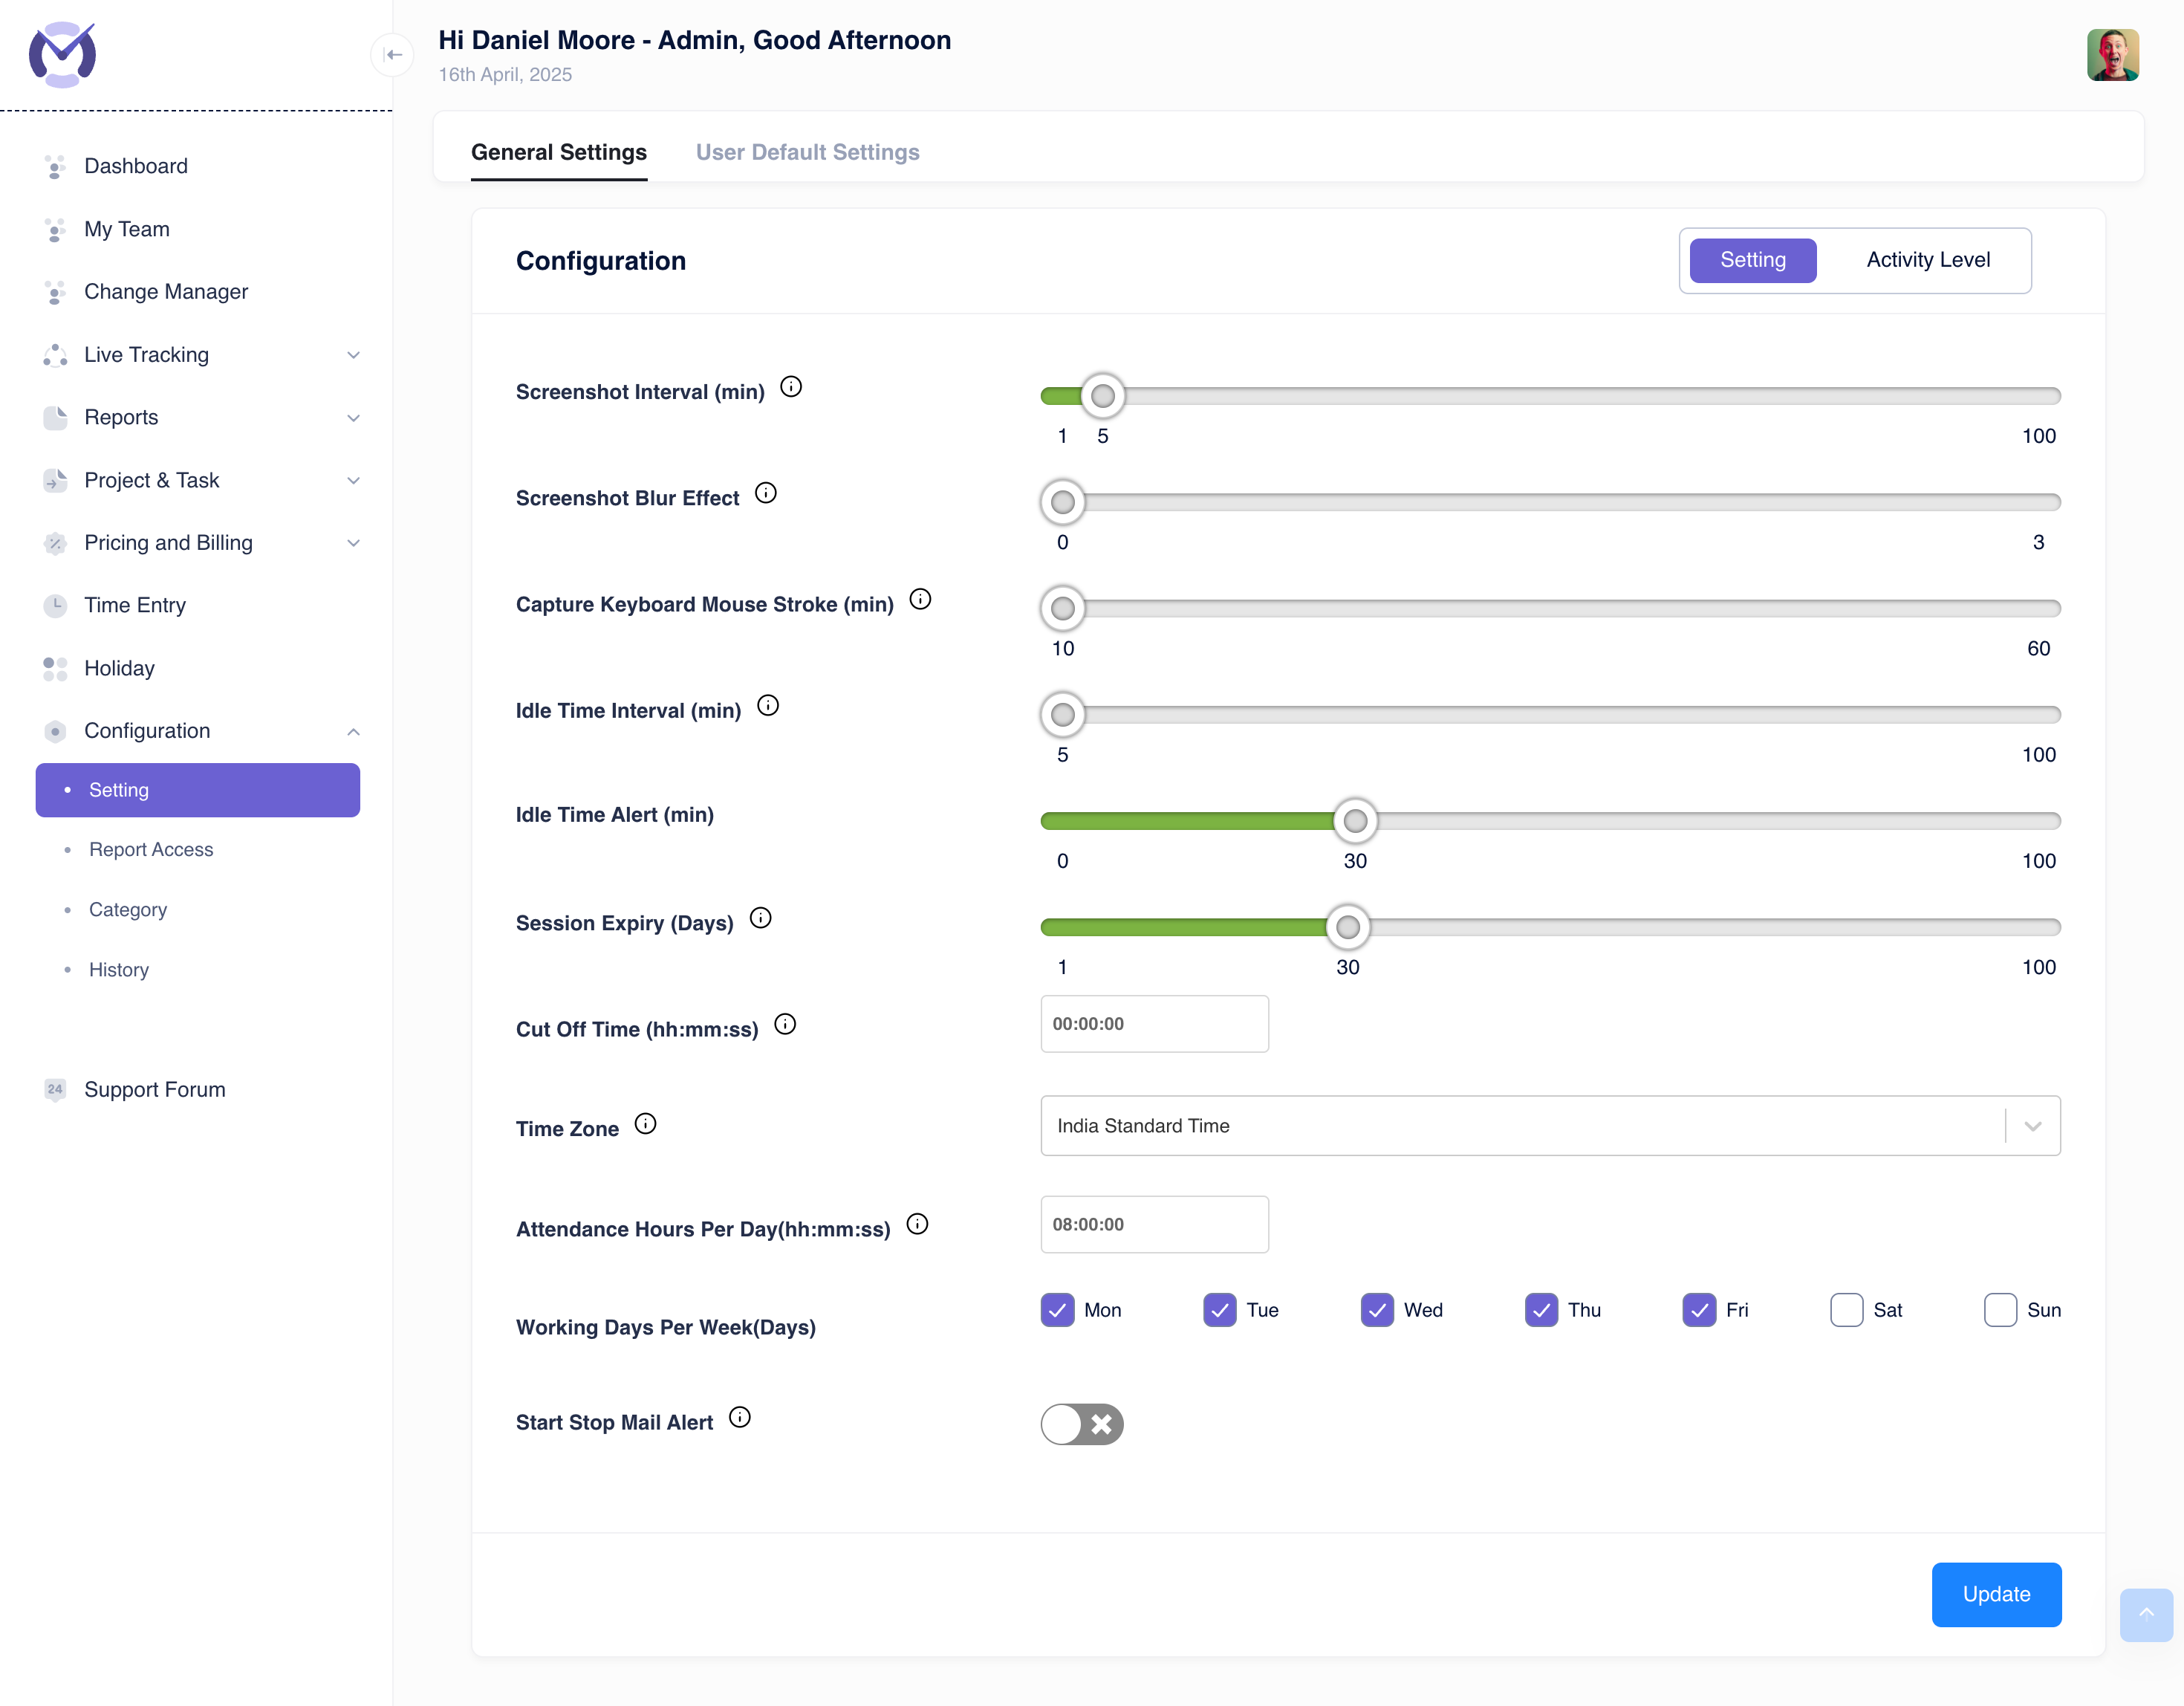 Hi Daniel Moore - Admin, Good Afternoon
16th April, 2025
Dashboard
My Team
Change Manager
Live Tracking
Reports
Project & Task
Pricing and Billing
Time Entry
Holiday
Configuration
Setting
Report Access
Category
History
24
Support Forum
General Settings
User Default Settings
Configuration
Setting
Activity Level
Screenshot Interval (min)
1 5 100
Screenshot Blur Effect
0 3
Capture Keyboard Mouse Stroke (min)
10 60
Idle Time Interval (min)
5 100
Idle Time Alert (min)
0 30 100
Session Expiry (Days)
1 30 100
Cut Off Time (hh:mm:ss)
00:00:00
Time Zone
India Standard Time
Attendance Hours Per Day(hh:mm:ss)
08:00:00
Working Days Per Week(Days)
Mon Tue Wed Thu Fri Sat Sun
Start Stop Mail Alert
Update